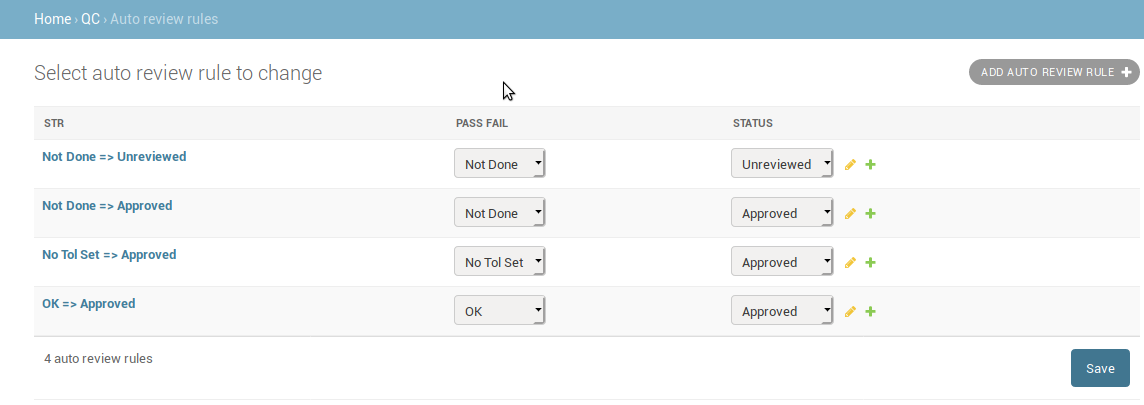 Home › QC › Auto review rules
Select auto review rule to change
ADD AUTO REVIEW RULE
STR PASS FAIL STATUS
Not Done => Unreviewed Not Done Unreviewed
Not Done => Approved Not Done Approved
No Tol Set => Approved No Tol Set Approved
OK => Approved OK Approved
4 auto review rules
Save